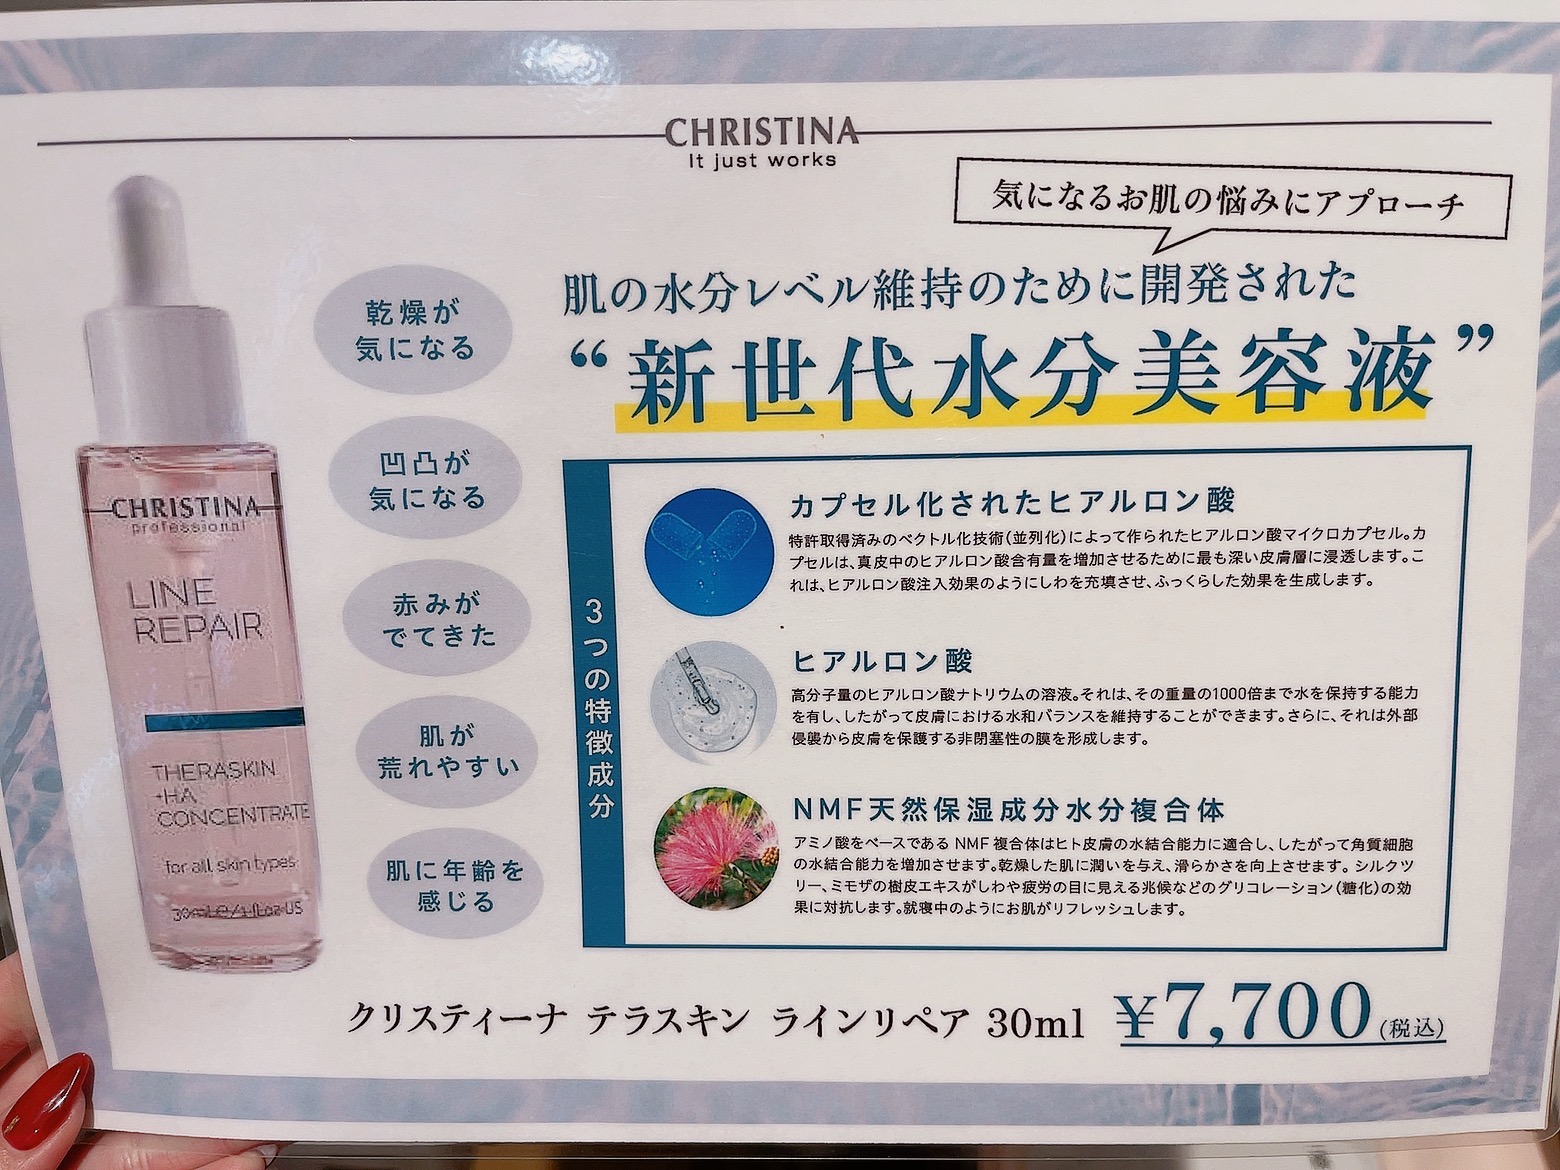 CHRISTINA
It just works
気になるお肌の悩みにアプローチ
肌の水分レベル維持のために開発された
“新世代水分美容液”
乾燥が
気になる
凹凸が
気になる
赤みが
でてきた
肌が
荒れやすい
肌に年齢を
感じる
CHRISTINA
professional
LINE
REPAIR
THERASKIN
+HA
CONCENTRATE
for all skin types
30mL℮/1fl.oz US
3つの特徴成分
カプセル化されたヒアルロン酸
特許取得済みのベクトル化技術(並列化)によって作られたヒアルロン酸マイクロカプセル。カ
プセルは、真皮中のヒアルロン酸含有量を増加させるために最も深い皮膚層に浸透します。こ
れは、ヒアルロン酸注入効果のようにしわを充填させ、ふっくらした効果を生成します。
ヒアルロン酸
高分子量のヒアルロン酸ナトリウムの溶液。それは、その重量の1000倍まで水を保持する能力
を有し、したがって皮膚における水和バランスを維持することができます。さらに、それは外部
侵襲から皮膚を保護する非閉塞性の膜を形成します。
NMF天然保湿成分水分複合体
アミノ酸をベースである NMF 複合体はヒト皮膚の水結合能力に適合し、したがって角質細胞
の水結合能力を増加させます。乾燥した肌に潤いを与え、滑らかさを向上させます。シルクツ
リー、ミモザの樹皮エキスがしわや疲労の目に見える兆候などのグリコレーション(糖化)の効
果に対抗します。就寝中のようにお肌がリフレッシュします。
クリスティーナ テラスキン ラインリペア 30ml ¥7,700(税込)